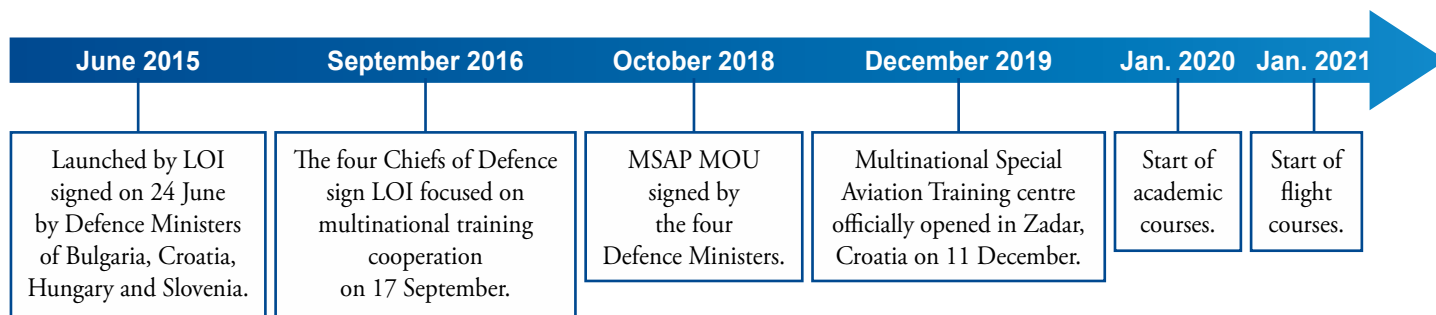 June 2015
September 2016
October 2018
December 2019
Jan. 2020
Jan. 2021
Launched by LOI
signed on 24 June
by Defence Ministers
of Bulgaria, Croatia,
Hungary and Slovenia.
The four Chiefs of Defence
sign LOI focused on
multinational training
cooperation
on 17 September.
MSAP MOU
signed by
the four
Defence Ministers.
Multinational Special
Aviation Training centre
officially opened in Zadar,
Croatia on 11 December.
Start of
academic
courses.
Start of
flight
courses.